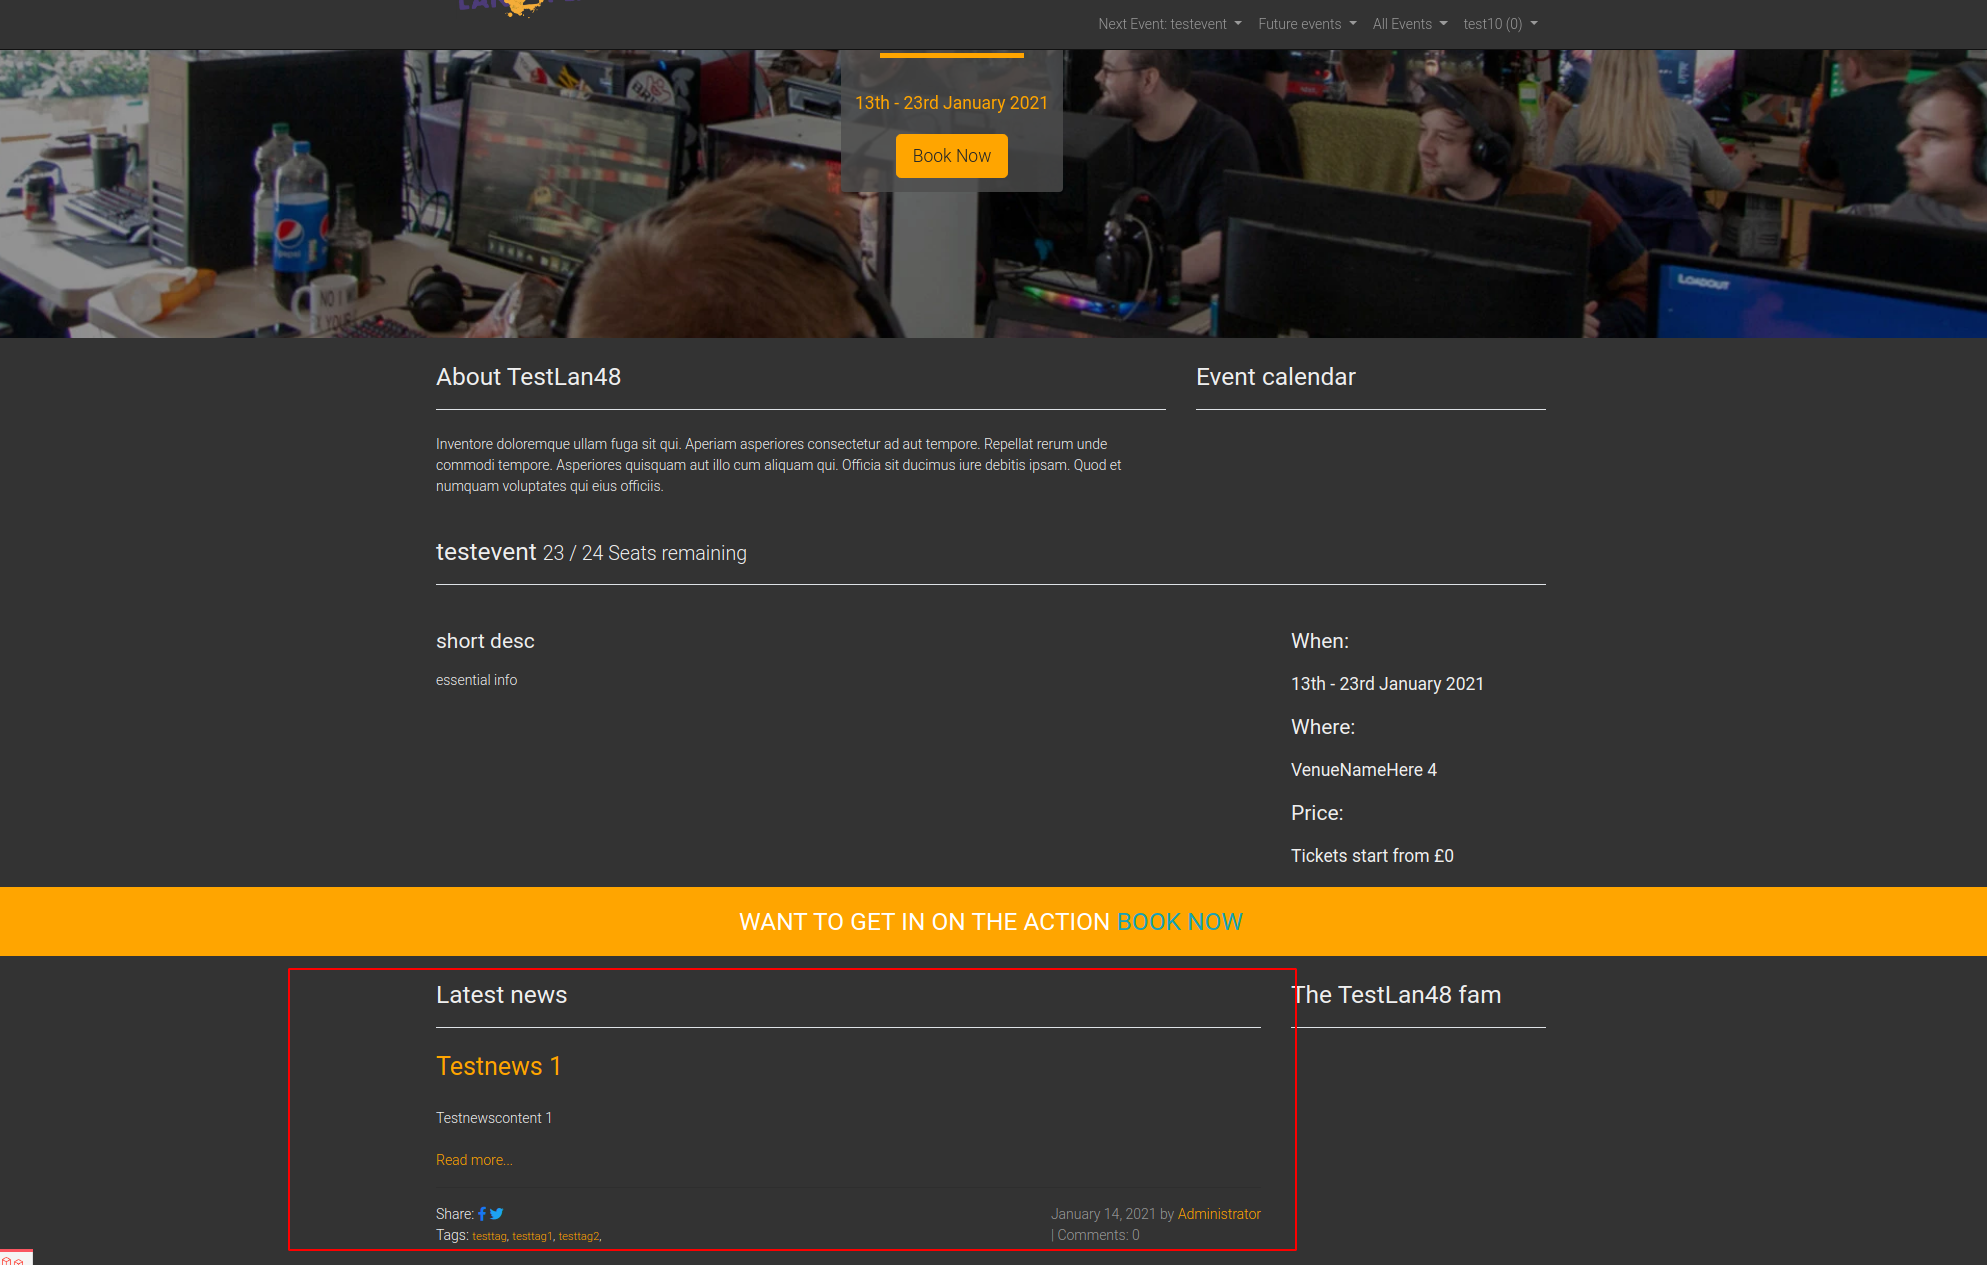 Next Event: testevent Future events All Events test10 (0)
13th - 23rd January 2021
Book Now
NO I
LOADOUT
About TestLan48
Event calendar
Inventore doloremque ullam fuga sit qui. Aperiam asperiores consectetur ad aut tempore. Repellat rerum unde
commodi tempore. Asperiores quisquam aut illo cum aliquam qui. Officia sit ducimus iure debitis ipsam. Quod et
numquam voluptates qui eius officiis.
testevent 23 / 24 Seats remaining
short desc
essential info
When:
13th - 23rd January 2021
Where:
VenueNameHere 4
Price:
Tickets start from £0
WANT TO GET IN ON THE ACTION BOOK NOW
Latest news
Testnews 1
Testnewscontent 1
Read more...
Share:
Tags: testtag, testtag1, testtag2,
January 14, 2021 by Administrator
| Comments: 0
The TestLan48 fam